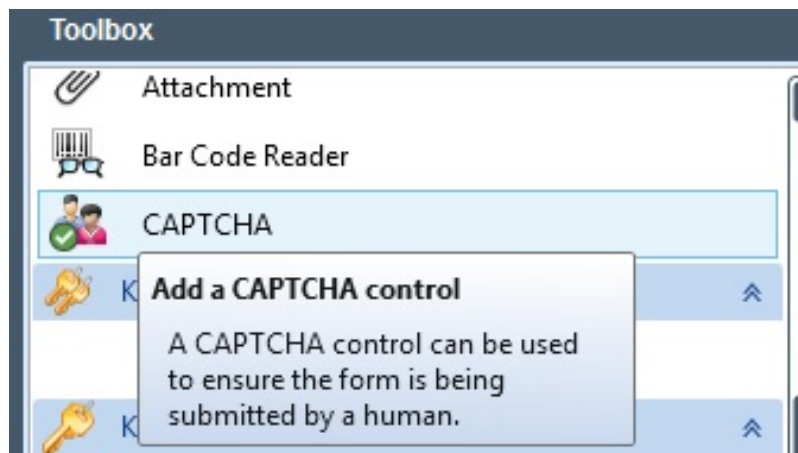 Toolbox
Attachment
Bar Code Reader
CAPTCHA
K
Add a CAPTCHA control
A CAPTCHA control can be used
to ensure the form is being
submitted by a human.
K